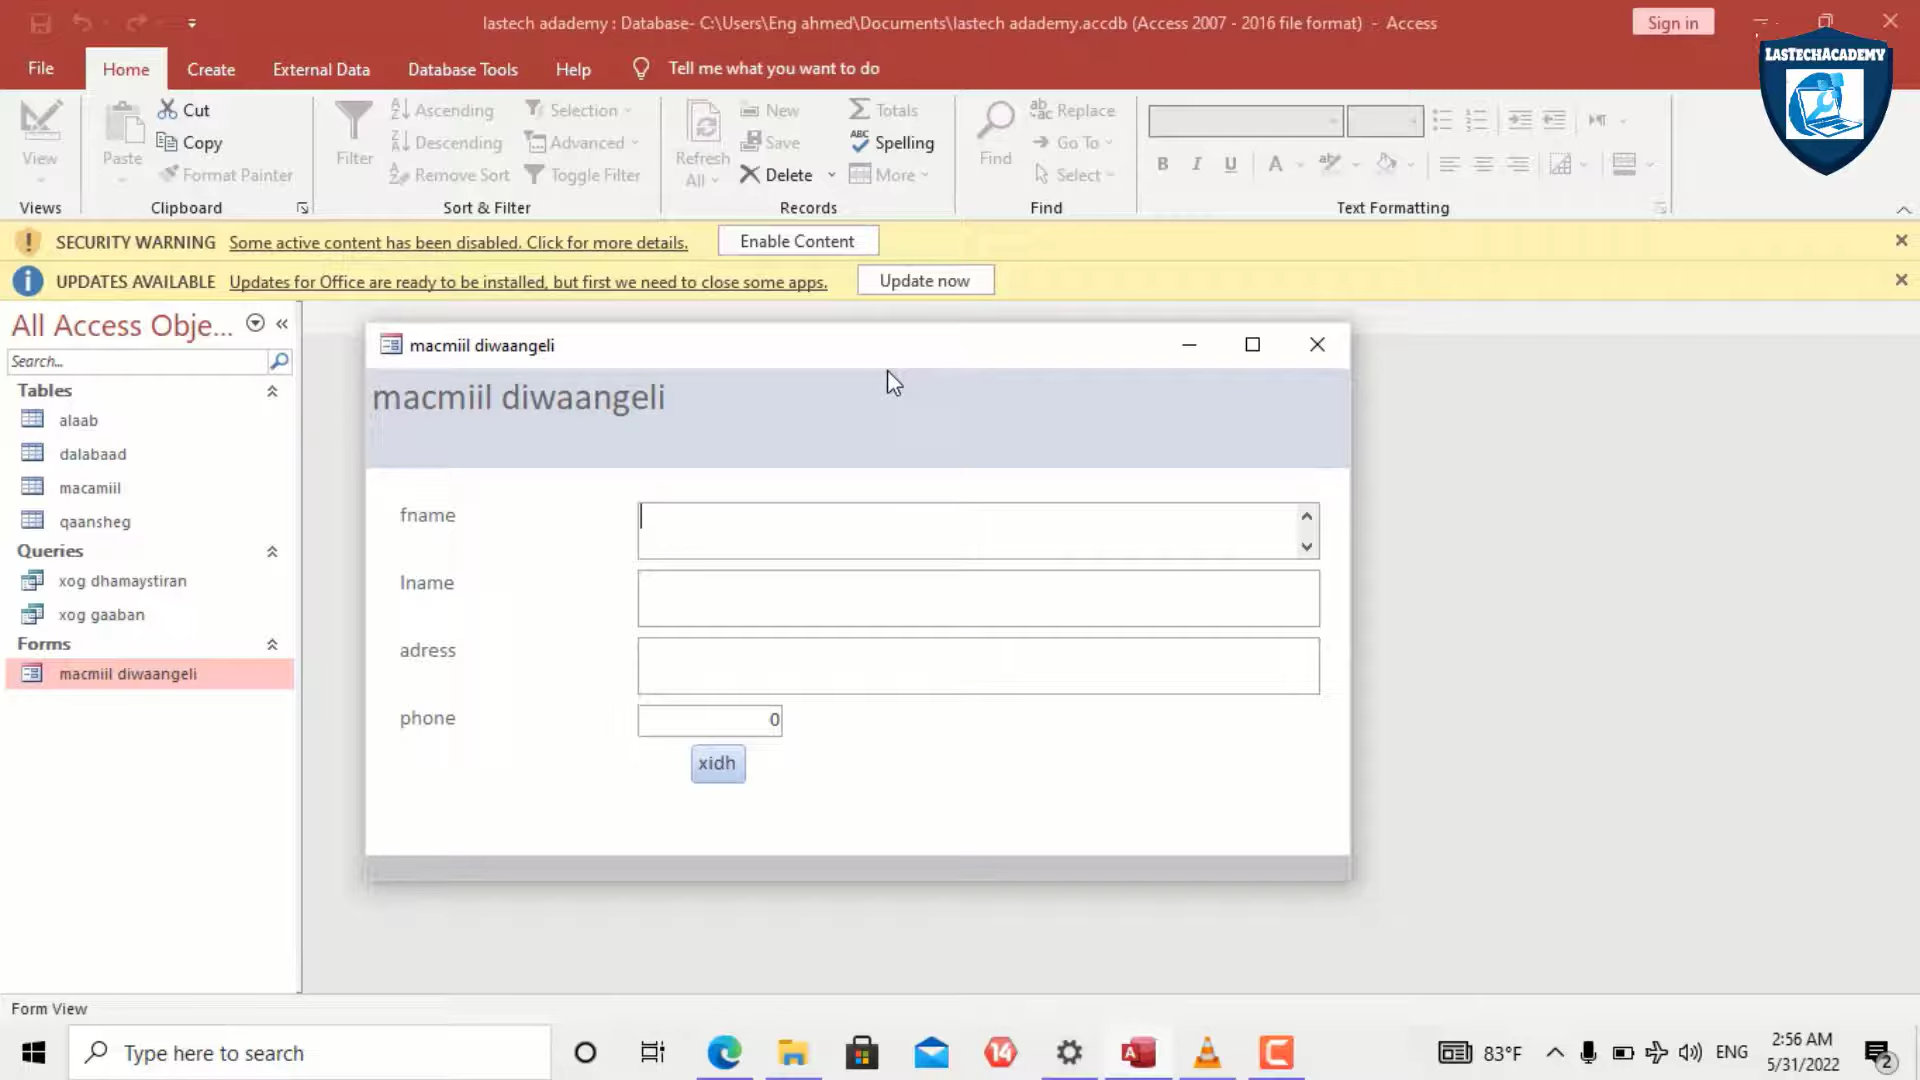 lastech adademy : Database- C:\Users\Eng ahmed\Documents\lastech adademy.accdb (Access 2007 - 2016 file format) - Access
Sign in
File Home Create External Data Database Tools Help Tell me what you want to do
LASTECHACADEMY
View
Paste
Cut
Copy
Format Painter
Filter
Ascending
Descending
Remove Sort
Selection
Advanced
Toggle Filter
Refresh
All
New
Save
Delete
Totals
Spelling
More
Find
Replace
Go To
Select
B I U A
Views Clipboard Sort & Filter Records Find Text Formatting
SECURITY WARNING Some active content has been disabled. Click for more details. Enable Content
UPDATES AVAILABLE Updates for Office are ready to be installed, but first we need to close some apps. Update now
All Access Obje...
Search...
Tables
alaab
dalabaad
macamiil
qaansheg
Queries
xog dhamaystiran
xog gaaban
Forms
macmiil diwaangeli
macmiil diwaangeli
macmiil diwaangeli
fname
lname
adress
phone 0
xidh
Form View
Type here to search
14
83°F
ENG
2:56 AM
5/31/2022
2